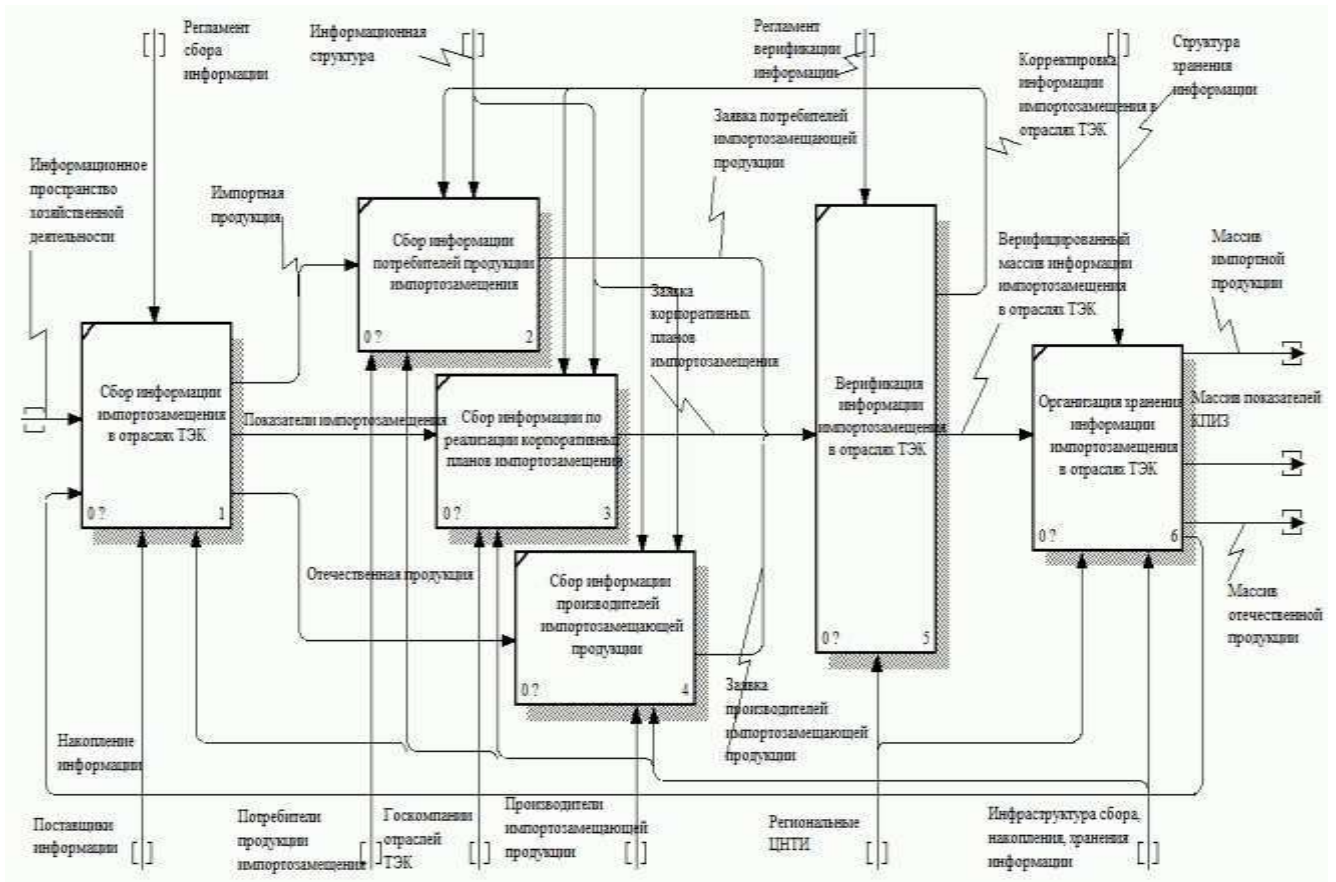 Регламент
сбора
информации
Информационная
структура
Регламент
верификации
информации
Корректировка
информации
импортозамещения в
отраслях ТЭК
Структура
хранения
информации
Заявка потребителей
импортозамещающей
продукции
Информационное
пространство
хозяйственной
деятельности
Импортная
продукция
Сбор информации
потребителей продукции
импортозамещения
0 ?
2
Верифицированный
массив информации
импортозамещения
в отраслях ТЭК
Массив
импортной
продукции
Заявка
корпоративных
планов
импортозамещения
Сбор информации
импортозамещения
в отраслях ТЭК
0 ?
1
Показатели импортозамещения
Сбор информации по
реализации корпоративных
планов импортозамещения
0 ?
3
Верификация
информации
импортозамещения
в отраслях ТЭК
0 ?
5
Организация хранения
информации
импортозамещения
в отраслях ТЭК
0 ?
6
Массив показателей
КПИЗ
Отечественная продукция
Сбор информации
производителей
импортозамещающей
продукции
0 ?
4
Массив
отечественной
продукции
Заявка
производителей
импортозамещающей
продукции
Накопление
информации
Поставщики
информации
Потребители
продукции
импортозамещения
Госкомпании
отраслей
ТЭК
Производители
импортозамещающей
продукции
Региональные
ЦНТИ
Инфраструктура сбора,
накопления, хранения
информации